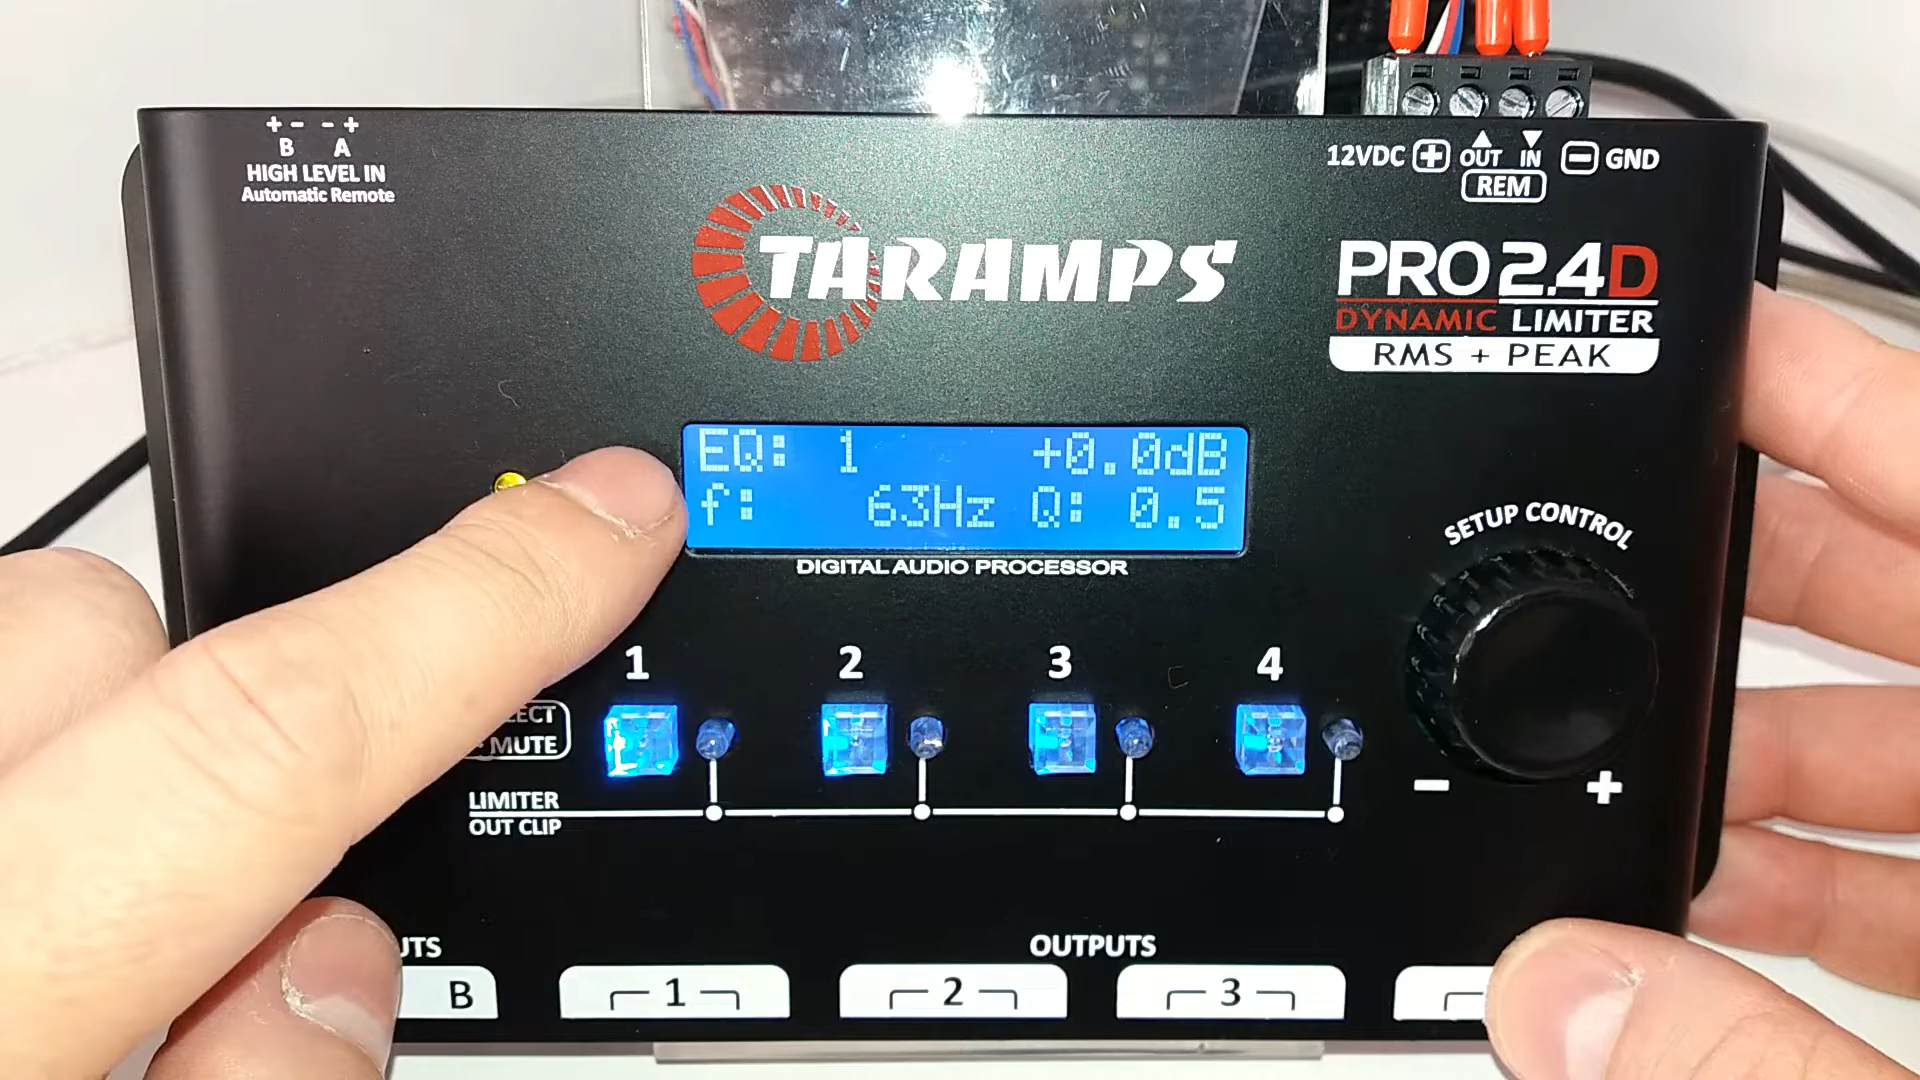 + - - +
B A
HIGH LEVEL IN
Automatic Remote
12VDC + OUT IN - GND
REM
TARAMPS
PRO 2.4D
DYNAMIC LIMITER
RMS + PEAK
EQ: 1 +0.0dB
f: 63Hz Q: 0.5
DIGITAL AUDIO PROCESSOR
SETUP CONTROL
- +
1 2 3 4
MUTE
LIMITER
OUT CLIP
OUTPUTS
B 1 2 3